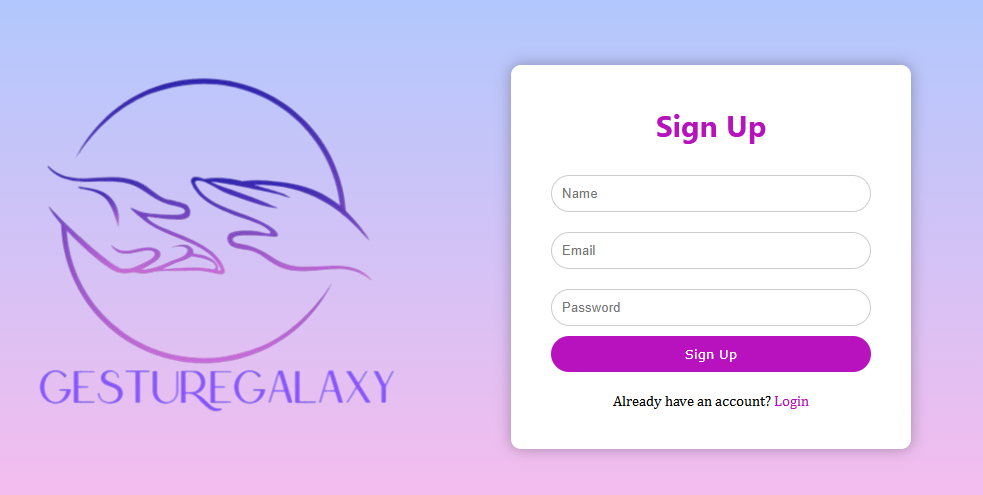 GESTUREGALAXY
Sign Up
Name
Email
Password
Sign Up
Already have an account? Login